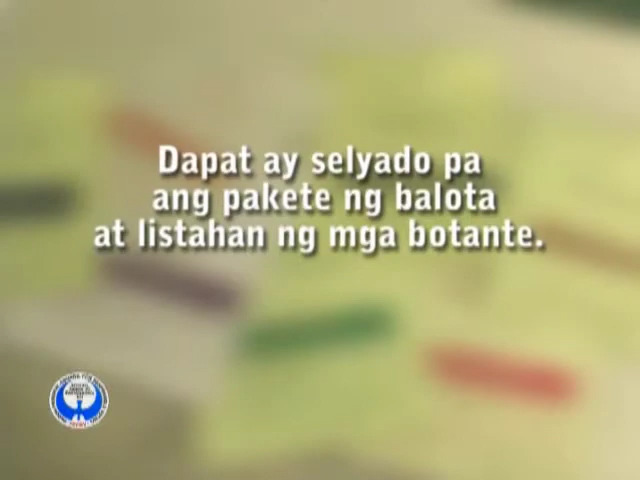 Dapat ay selyado pa
ang pakete ng balota
at listahan ng mga botante.